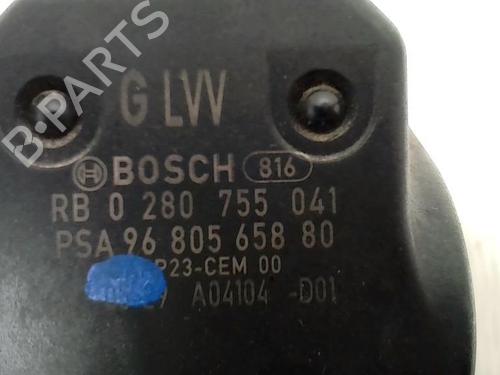 B-PARTS
G LVV
BOSCH 816
RB 0 280 755 041
PSA 96 805 658 80
P23-CEM 00
A04104 -D01